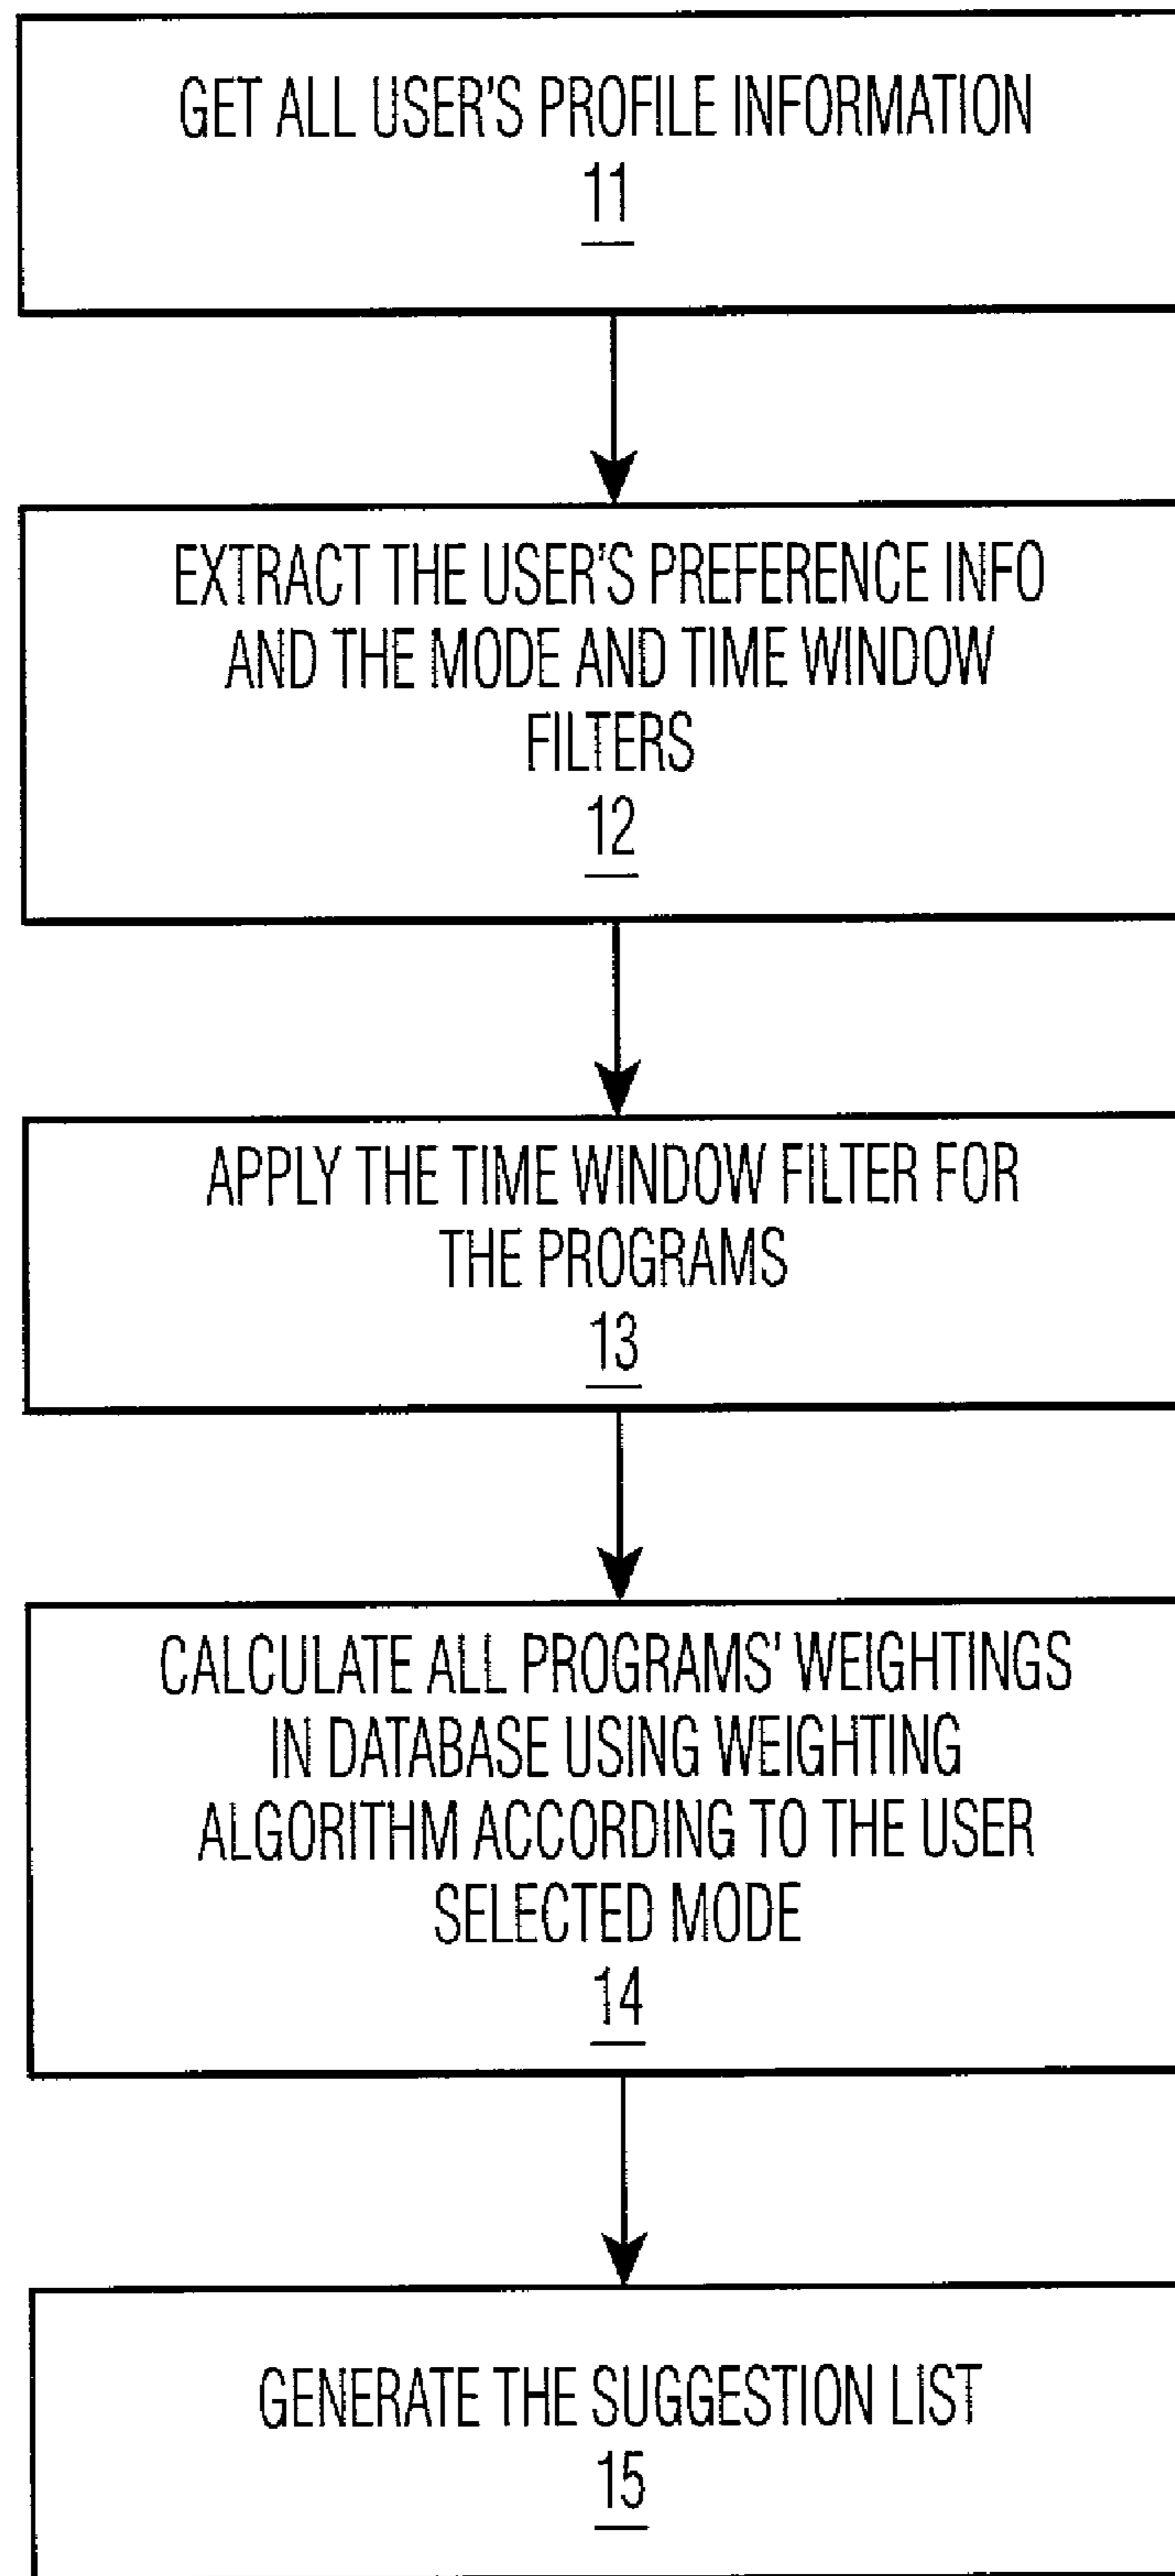 GET ALL USER'S PROFILE INFORMATION
11
EXTRACT THE USER'S PREFERENCE INFO
AND THE MODE AND TIME WINDOW
FILTERS
12
APPLY THE TIME WINDOW FILTER FOR
THE PROGRAMS
13
CALCULATE ALL PROGRAMS' WEIGHTINGS
IN DATABASE USING WEIGHTING
ALGORITHM ACCORDING TO THE USER
SELECTED MODE
14
GENERATE THE SUGGESTION LIST
15